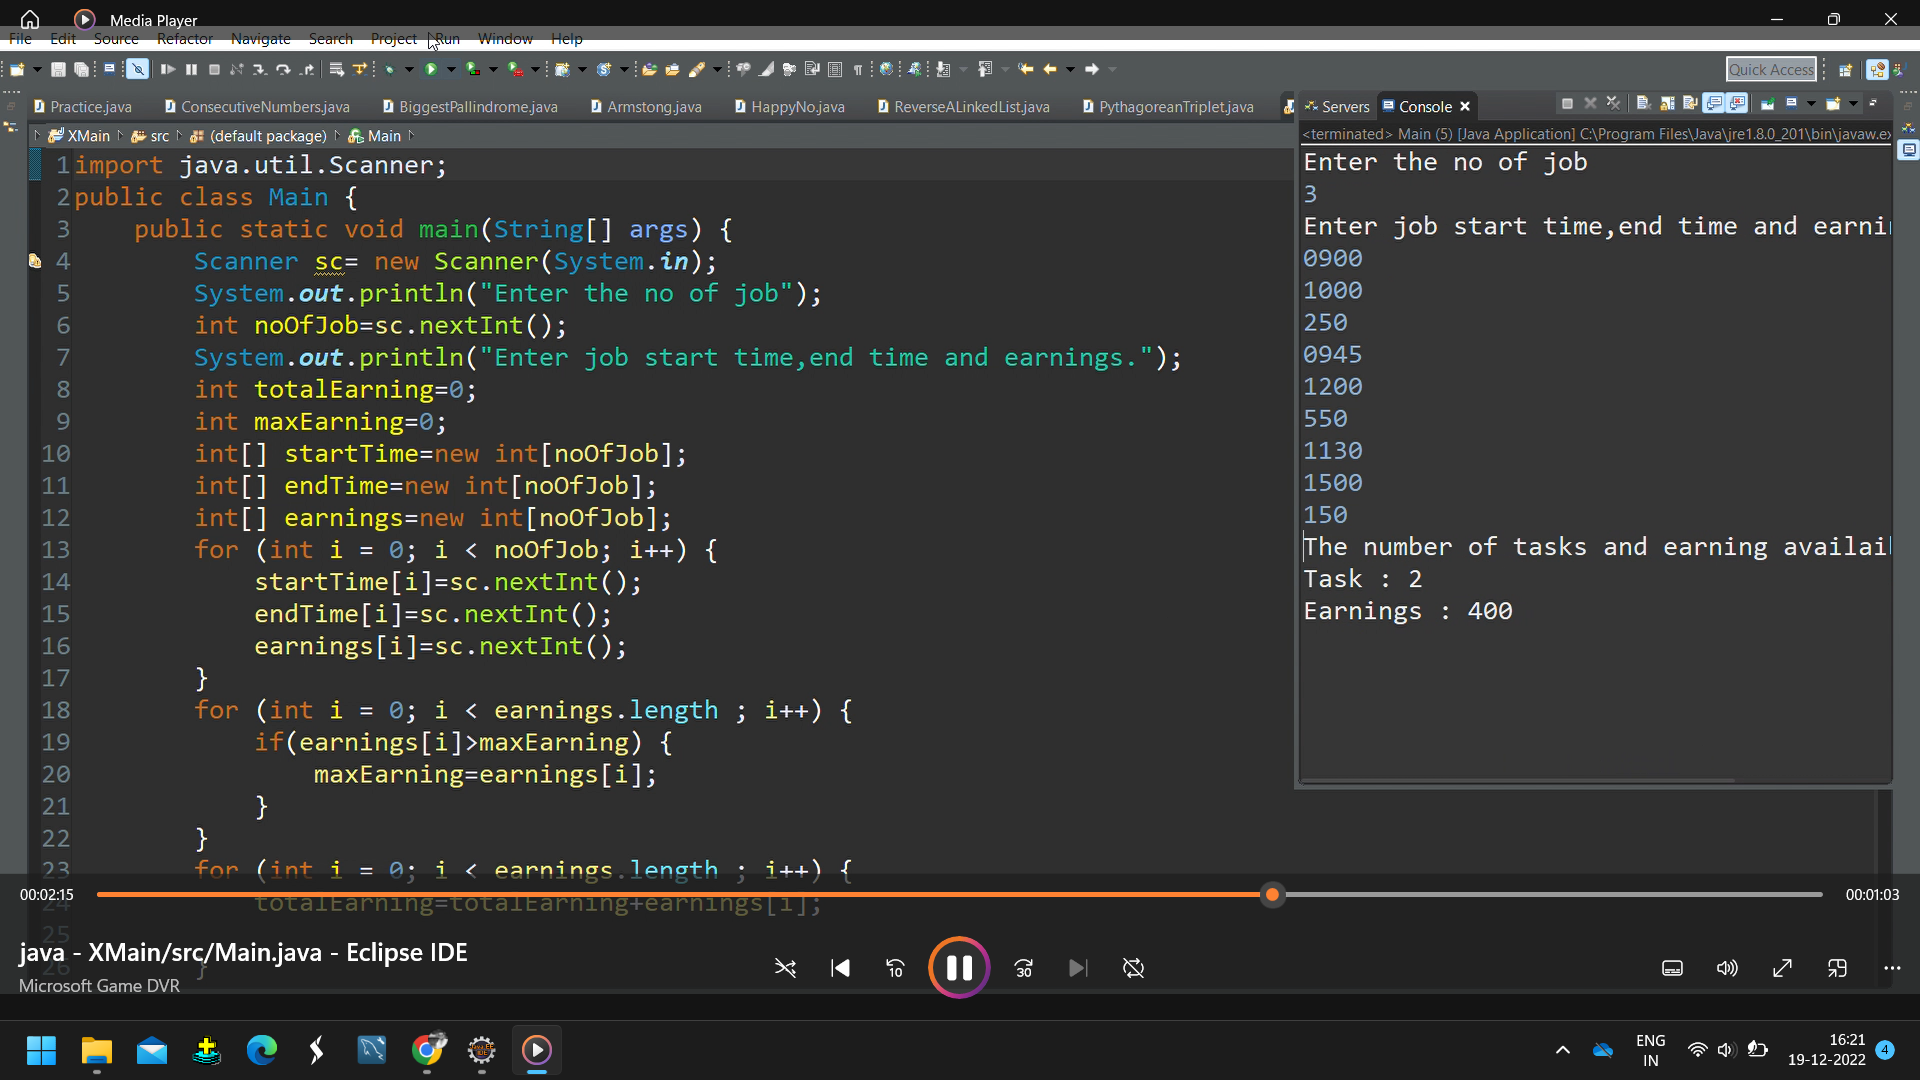 Media Player
File Edit Source Refactor Navigate Search Project Run Window Help
Quick Access
Practice.java ConsecutiveNumbers.java BiggestPallindrome.java Armstong.java HappyNo.java ReverseALinkedList.java PythagoreanTriplet.java
Servers Console
XMain src (default package) Main
<terminated> Main (5) [Java Application] C:\Program Files\Java\jre1.8.0_201\bin\javaw.ex
1 import java.util.Scanner;
2 public class Main {
3 public static void main(String[] args) {
4 Scanner sc= new Scanner(System.in);
5 System.out.println("Enter the no of job");
6 int noOfJob=sc.nextInt();
7 System.out.println("Enter job start time,end time and earnings.");
8 int totalEarning=0;
9 int maxEarning=0;
10 int[] startTime=new int[noOfJob];
11 int[] endTime=new int[noOfJob];
12 int[] earnings=new int[noOfJob];
13 for (int i = 0; i < noOfJob; i++) {
14 startTime[i]=sc.nextInt();
15 endTime[i]=sc.nextInt();
16 earnings[i]=sc.nextInt();
17 }
18 for (int i = 0; i < earnings.length ; i++) {
19 if(earnings[i]>maxEarning) {
20 maxEarning=earnings[i];
21 }
22 }
23 for (int i = 0; i < earnings.length ; i++) {
24 totalEarning=totalEarning+earnings[i];
25
26 }
Enter the no of job
3
Enter job start time,end time and earni
0900
1000
250
0945
1200
550
1130
1500
150
The number of tasks and earning availai
Task : 2
Earnings : 400
00:02:15
00:01:03
java - XMain/src/Main.java - Eclipse IDE
Microsoft Game DVR
10
30
ENG
IN
16:21
19-12-2022
4